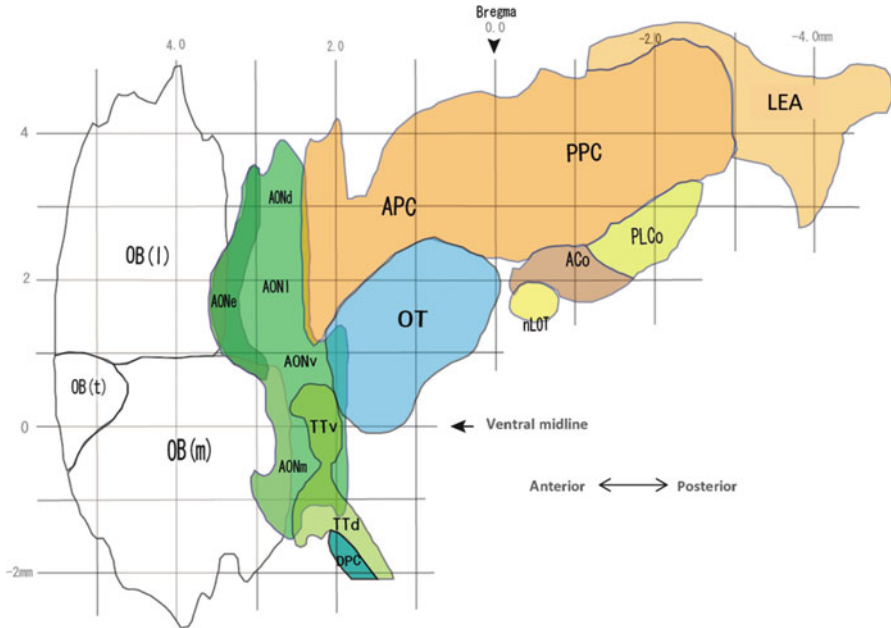 Bregma
4.0
2.0
0.0
-2.0
-4.0mm
LEA
4
PPC
AONd
APC
PLCo
OB(l)
ACo
2
AONl
AONe
OT
nLOT
AONv
OB(t)
TTv
0
Ventral midline
OB(m)
AONm
Anterior
Posterior
TTd
DPC
-2mm